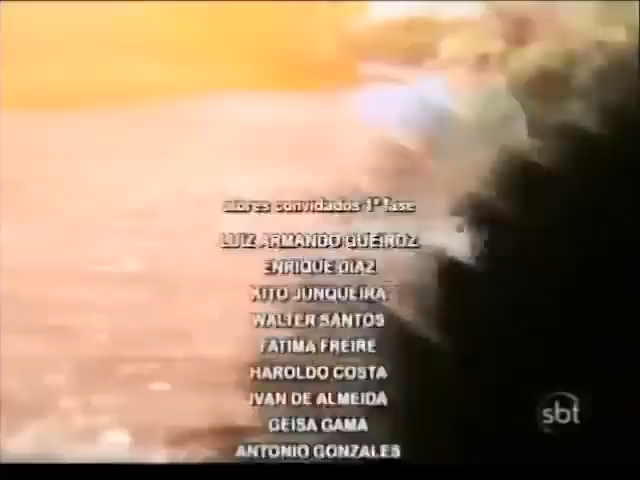 atores convidados 1ª fase
LUIZ ARMANDO QUEIROZ
ENRIQUE DIAZ
XITO JUNQUEIRA
WALTER SANTOS
FATIMA FREIRE
HAROLDO COSTA
IVAN DE ALMEIDA
GEISA GAMA
ANTONIO GONZALES
sbt